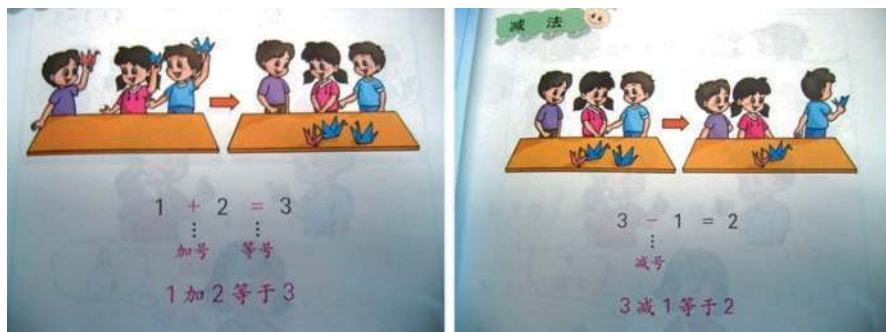 1 + 2 = 3
加号 等号
1加2等于3
减法
3 - 1 = 2
减号
3减1等于2